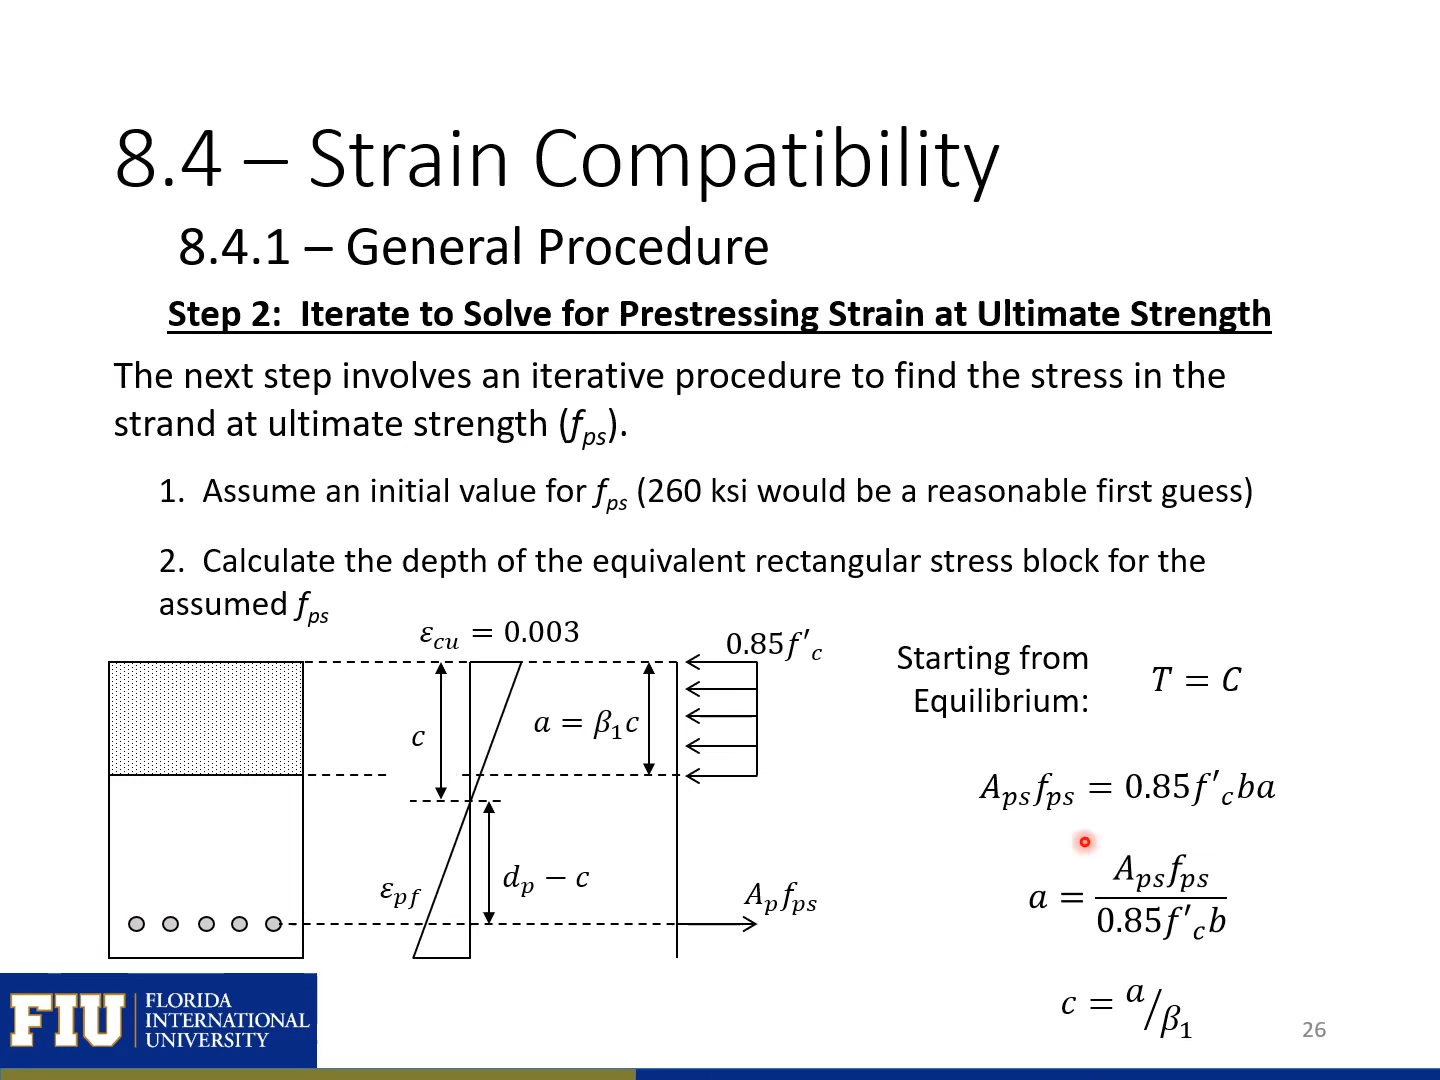 8.4 – Strain Compatibility
8.4.1 – General Procedure
Step 2:  Iterate to Solve for Prestressing Strain at Ultimate Strength
The next step involves an iterative procedure to find the stress in the
strand at ultimate strength (fps).
1.  Assume an initial value for fps (260 ksi would be a reasonable first guess)
2.  Calculate the depth of the equivalent rectangular stress block for the
assumed fps
εcu = 0.003
0.85f′c
c
a = β1c
dp − c
εpf
Apfps
Starting from
Equilibrium:
T = C
Apsfps = 0.85f′cba
a = Apsfps / 0.85f′cb
c = a/β1
FIU
FLORIDA
INTERNATIONAL
UNIVERSITY
26